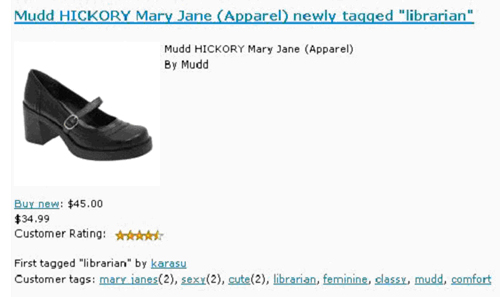 Mudd HICKORY Mary Jane (Apparel) newly tagged "librarian"
Mudd HICKORY Mary Jane (Apparel)
By Mudd
Buy new: $45.00
$34.99
Customer Rating:
First tagged "librarian" by karasu
Customer tags: mary janes(2), sexy(2), cute(2), librarian, feminine, classy, mudd, comfort